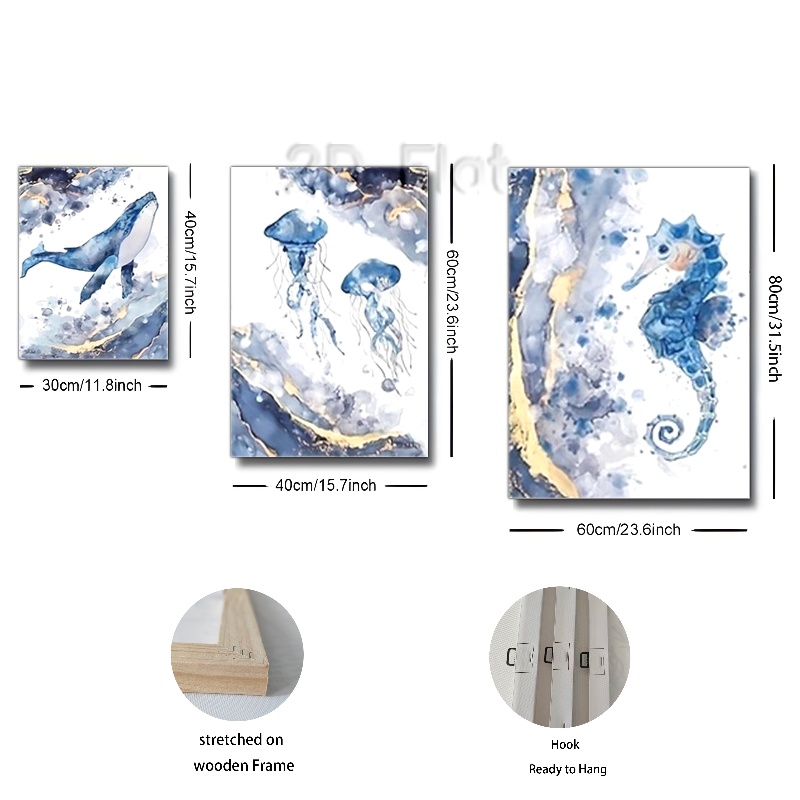 2D Flat
40cm/15.7inch
30cm/11.8inch
60cm/23.6inch
40cm/15.7inch
80cm/31.5inch
60cm/23.6inch
stretched on
wooden Frame
Hook
Ready to Hang